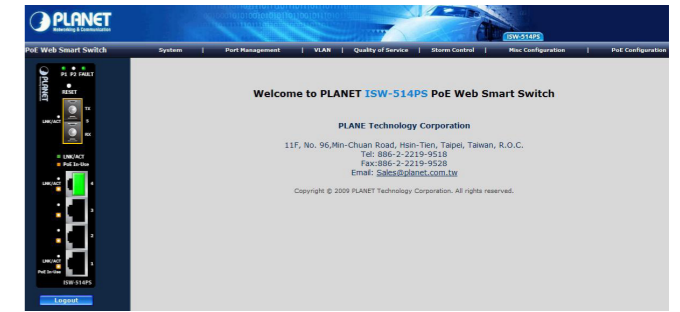 PLANET
Networking & Communication
ISW-514PS
PoE Web Smart Switch
System | Port Management | VLAN | Quality of Service | Storm Control | Misc Configuration | PoE Configuration
PLANET
P1 P2 FAULT
RESET
TX
LNK/ACT 5
RX
LNK/ACT
PoE In-Use
LNK/ACT 4
3
2
LNK/ACT 1
PoE In-Use
ISW-514PS
Logout
Welcome to PLANET ISW-514PS PoE Web Smart Switch
PLANE Technology Corporation
11F, No. 96,Min-Chuan Road, Hsin-Tien, Taipei, Taiwan, R.O.C.
Tel: 886-2-2219-9518
Fax:886-2-2219-9528
Email: Sales@planet.com.tw
Copyright © 2009 PLANET Technology Corporation. All rights reserved.